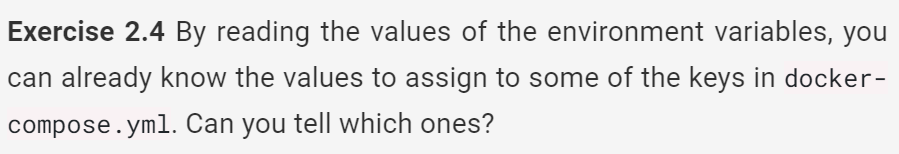 Exercise 2.4 By reading the values of the environment variables, you
can already know the values to assign to some of the keys in docker-
compose.yml. Can you tell which ones?